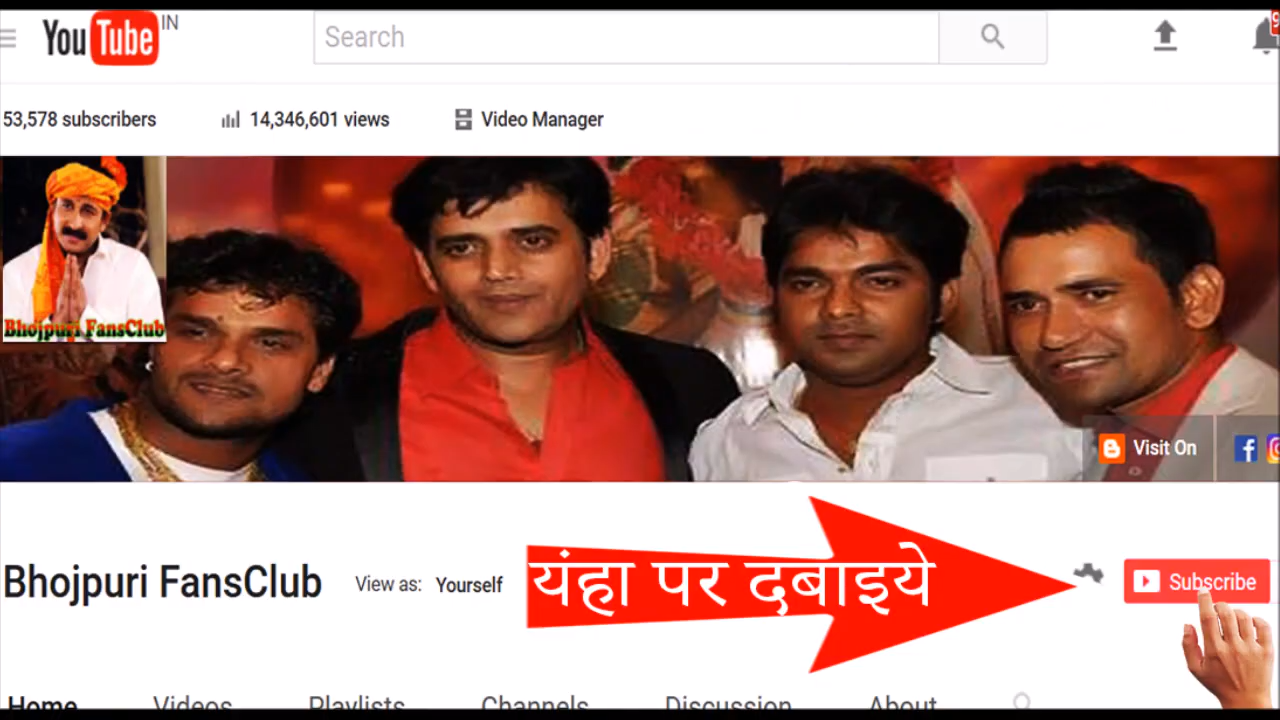 YouTube IN
Search
9
53,578 subscribers
14,346,601 views
Video Manager
Bhojpuri FansClub
Visit On
Bhojpuri FansClub
View as: Yourself
यंहा पर दबाइये
Subscribe
Home Videos Playlists Channels Discussion About